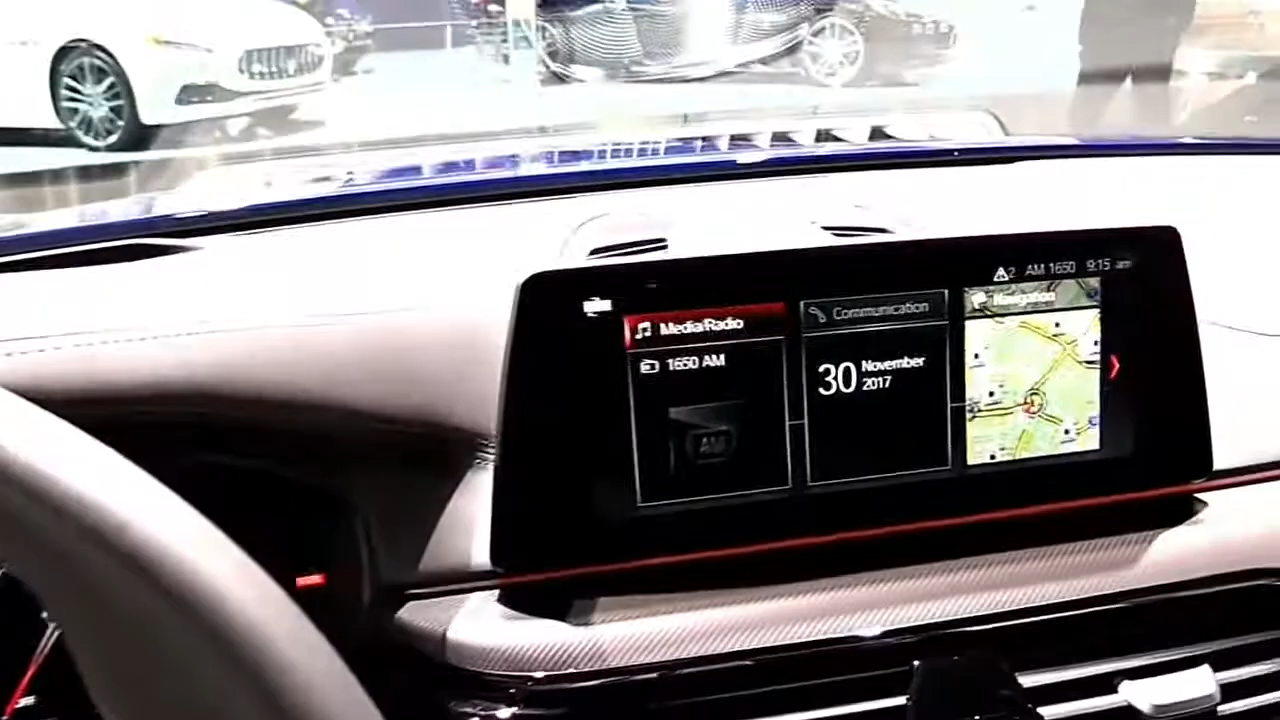 2 AM 1650 9:15 am
Media/Radio
1650 AM
AM
Communication
30 November
2017
Navigation